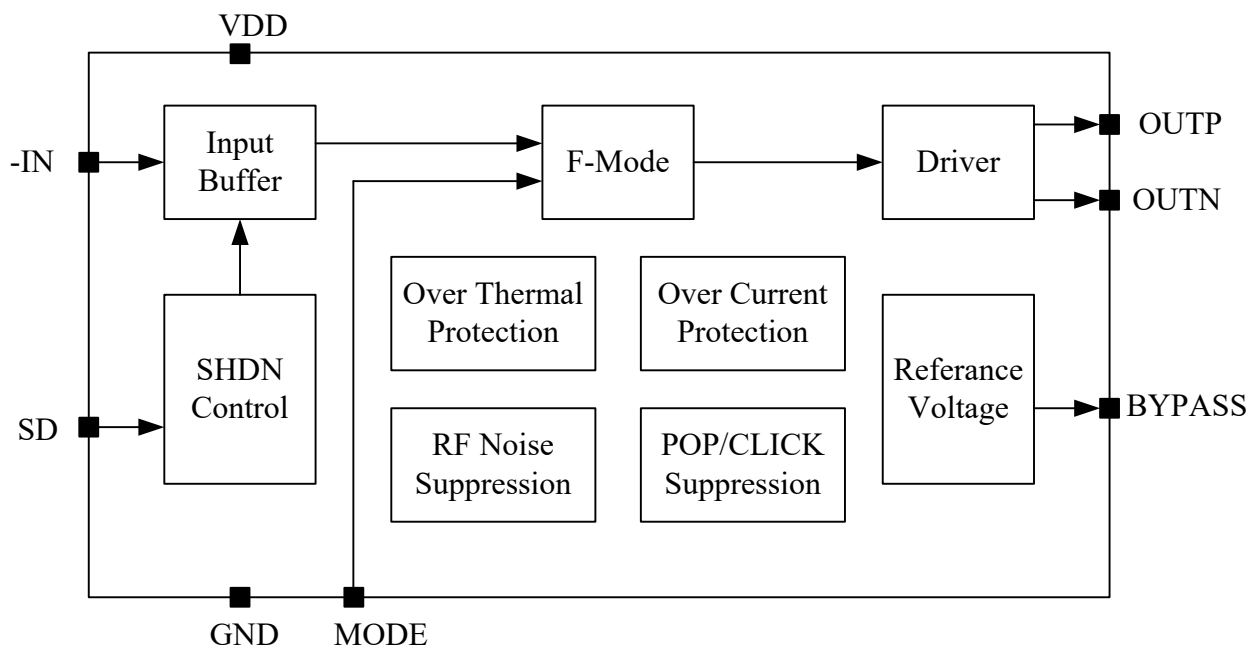 VDD
-IN
Input
Buffer
F-Mode
Driver
OUTP
OUTN
Over Thermal
Protection
Over Current
Protection
SD
SHDN
Control
Referance
Voltage
BYPASS
RF Noise
Suppression
POP/CLICK
Suppression
GND
MODE